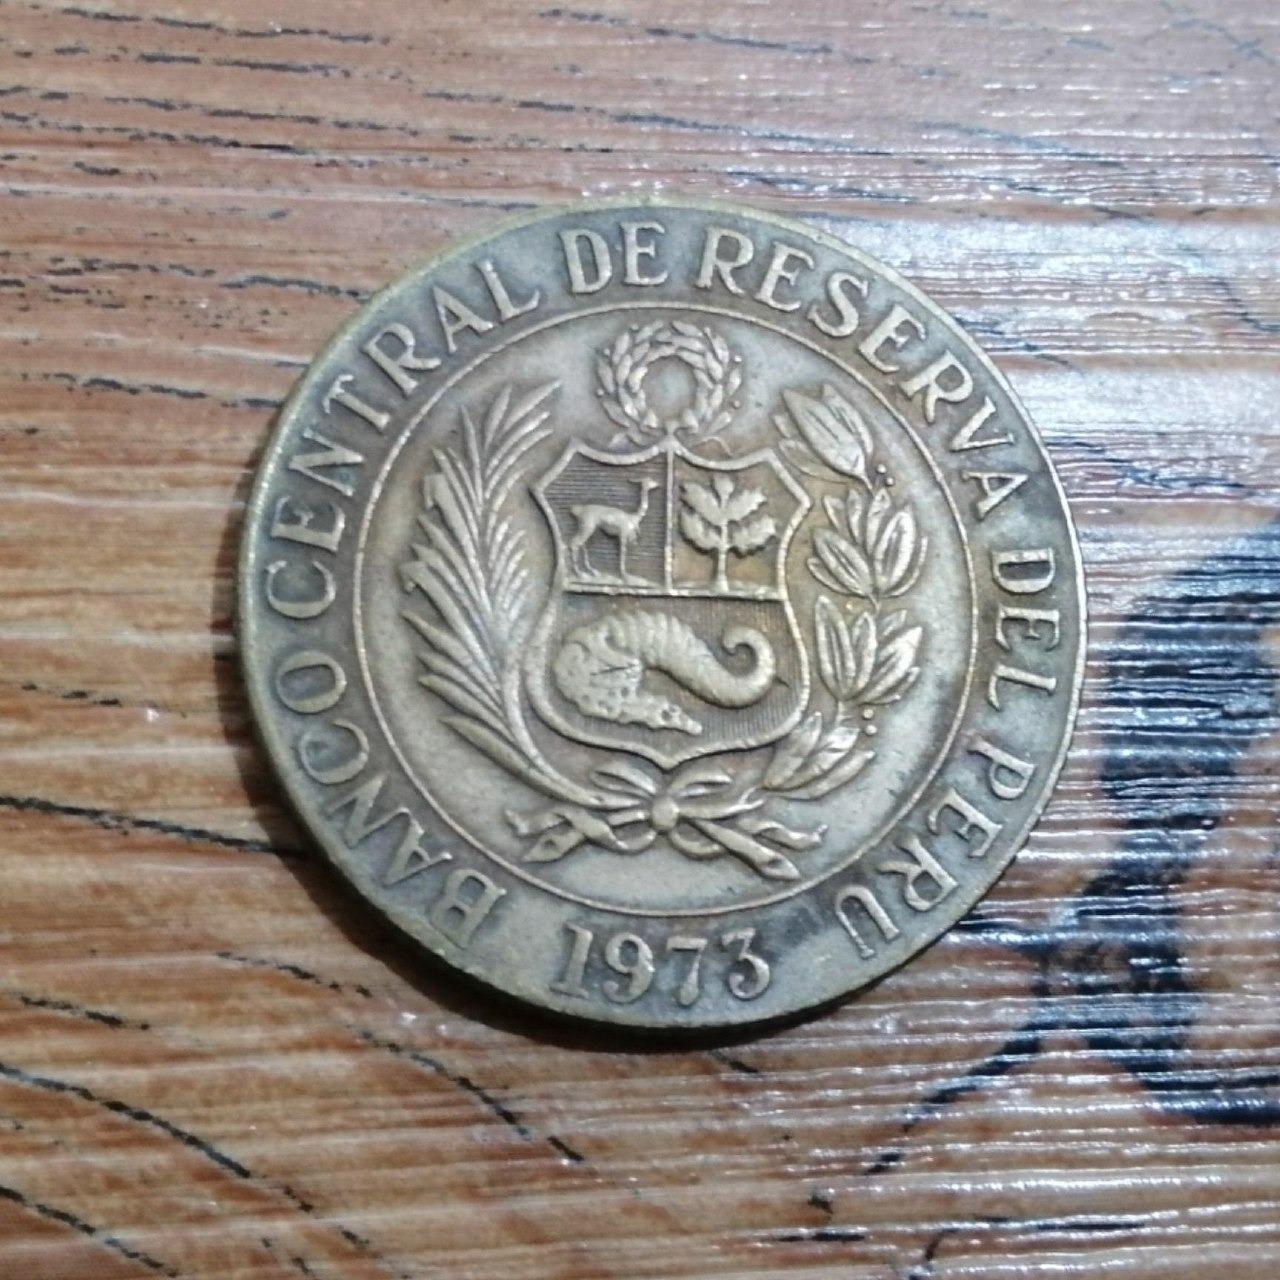 BANCO CENTRAL DE RESERVA DEL PERU
1973